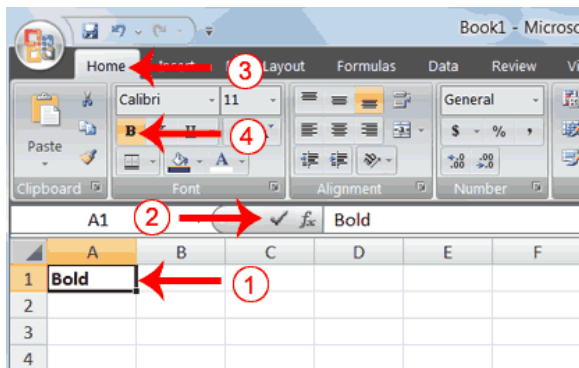 Book1 - Microso
Home Layout Formulas Data Review Vi
3
Calibri 11 General
B 4 $ % ,
Paste
A
Clipboard Font Alignment Number
A1 2 fx Bold
A B C D E F
1 Bold 1
2
3
4